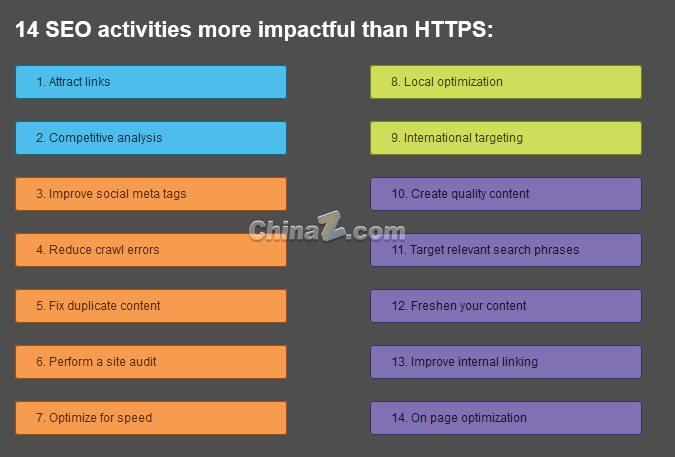 14 SEO activities more impactful than HTTPS:
1. Attract links
2. Competitive analysis
3. Improve social meta tags
4. Reduce crawl errors
5. Fix duplicate content
6. Perform a site audit
7. Optimize for speed
8. Local optimization
9. International targeting
10. Create quality content
11. Target relevant search phrases
12. Freshen your content
13. Improve internal linking
14. On page optimization
ChinaZ.com